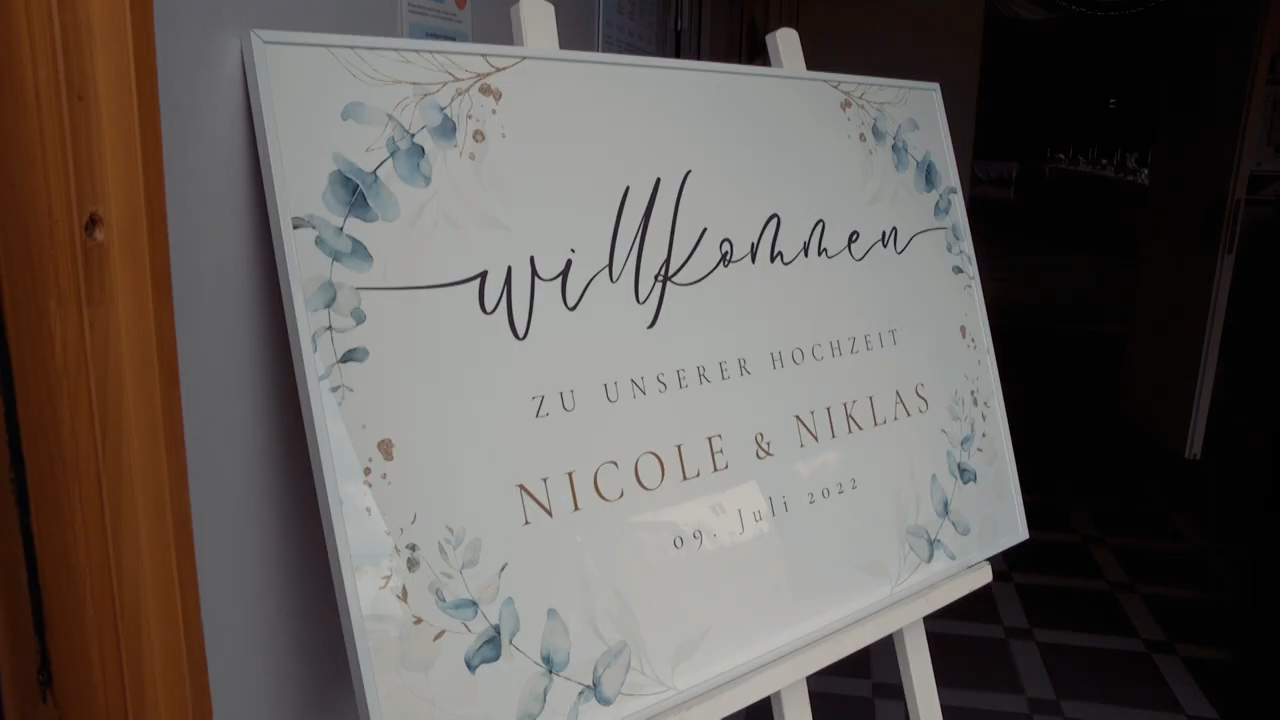 willkommen
ZU UNSERER HOCHZEIT
NICOLE & NIKLAS
09. Juli 2022